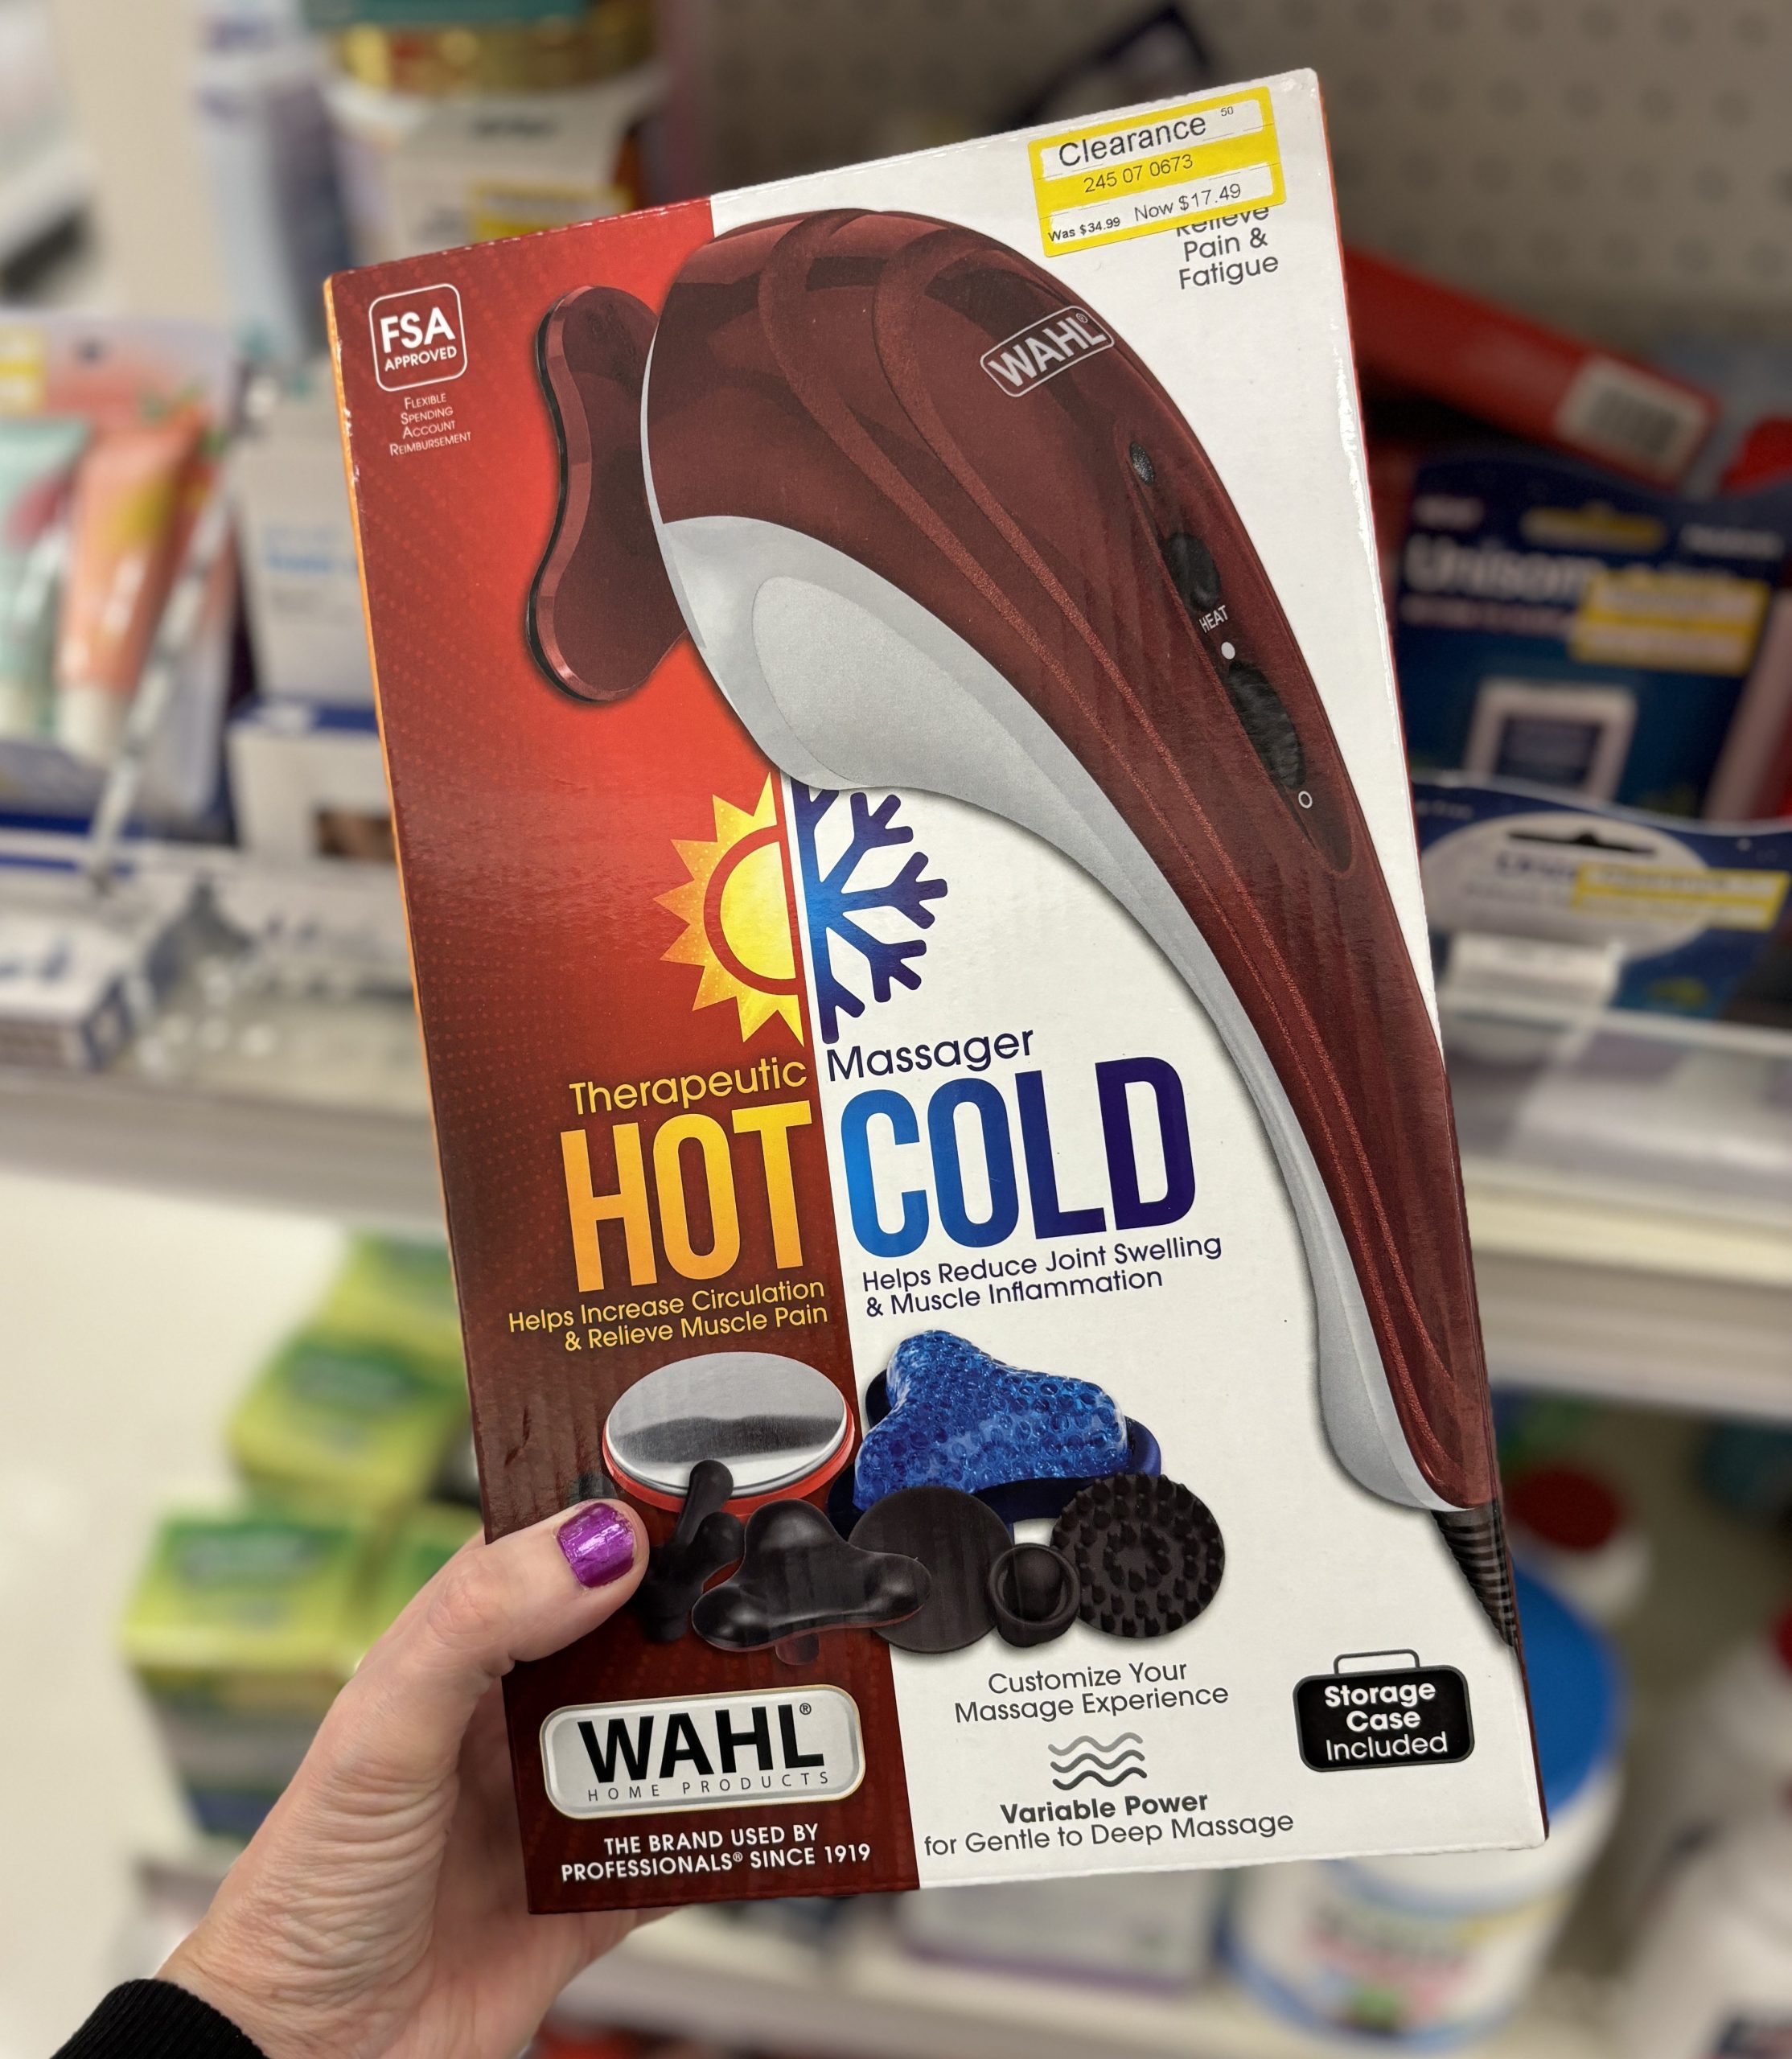 Clearance 50
245 07 0673
Was $34.99 Now $17.49
Relieve
Pain &
Fatigue
FSA
APPROVED
FLEXIBLE
SPENDING
ACCOUNT
REIMBURSEMENT
WAHL®
HEAT
Unisom
Therapeutic Massager
HOT COLD
Helps Increase Circulation
& Relieve Muscle Pain
Helps Reduce Joint Swelling
& Muscle Inflammation
WAHL®
HOME PRODUCTS
THE BRAND USED BY
PROFESSIONALS® SINCE 1919
Customize Your
Massage Experience
Variable Power
for Gentle to Deep Massage
Storage
Case
Included